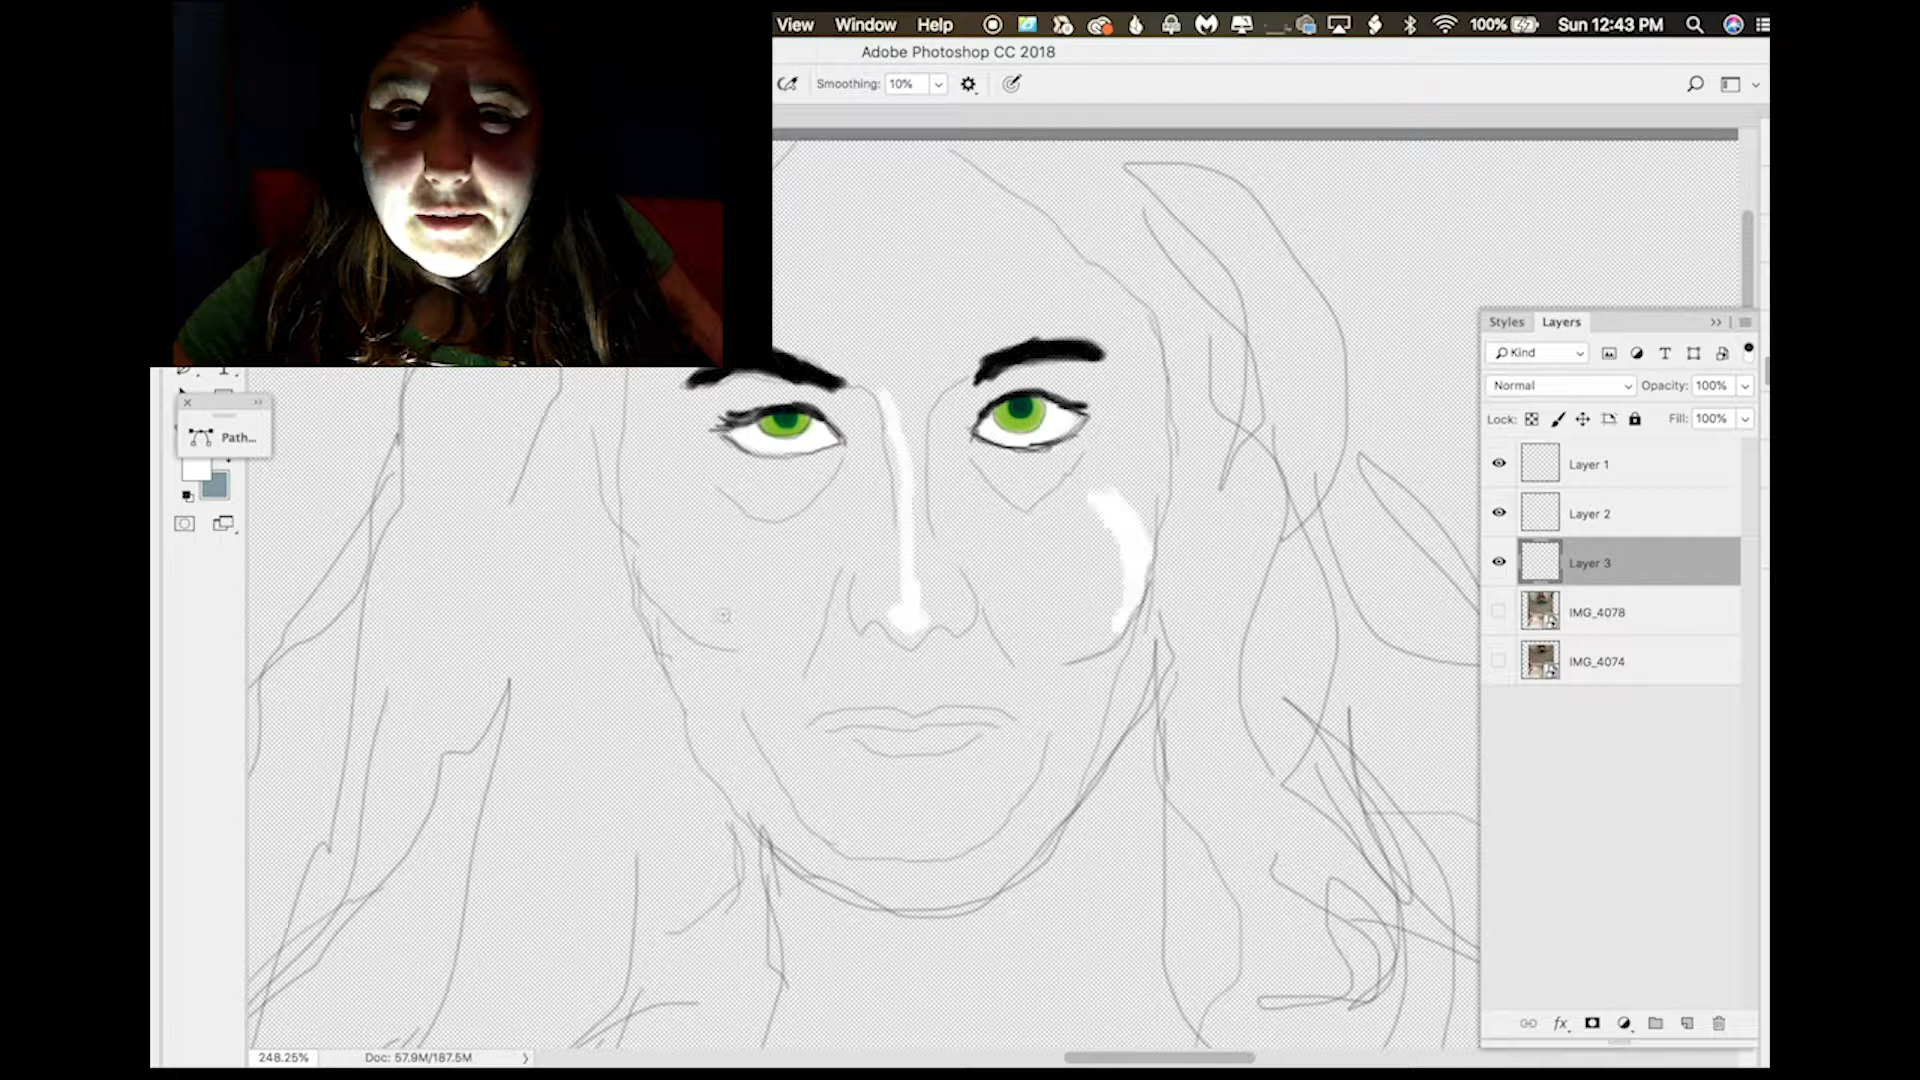 View Window Help 100% Sun 12:43 PM
Adobe Photoshop CC 2018
Smoothing: 10%
Styles Layers
Kind
Normal Opacity: 100%
Lock: Fill: 100%
Path...
Layer 1
Layer 2
Layer 3
IMG_4078
IMG_4074
fx
248.25% Doc: 57.9M/187.5M